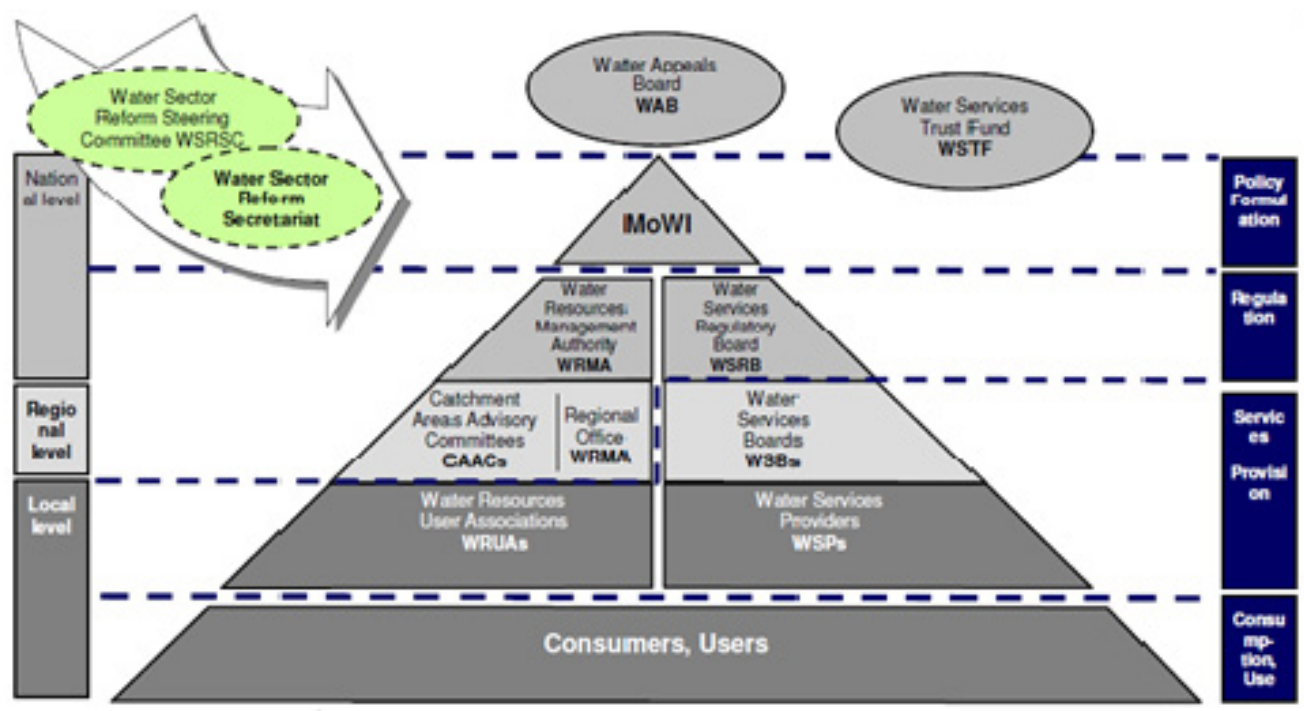 Water Appeals
Board
WAB
Water Services
Trust Fund
WSTF
Water Sector
Reform Steering
Committee WSRSC
Water Sector
Reform
Secretariat
Nation
al level
Policy
Formul
ation
MoWI
Water
Resources
Management
Authority
WRMA
Water
Services
Regulatory
Board
WSRB
Regula
tion
Regio
nal
level
Catchment
Areas Advisory
Committees
CAACs
Regional
Office
WRMA
Water
Services
Boards
WSBs
Servic
es
Provisi
on
Local
level
Water Resources
User Associations
WRUAs
Water Services
Providers
WSPs
Consumers, Users
Consu
mp-
tion,
Use